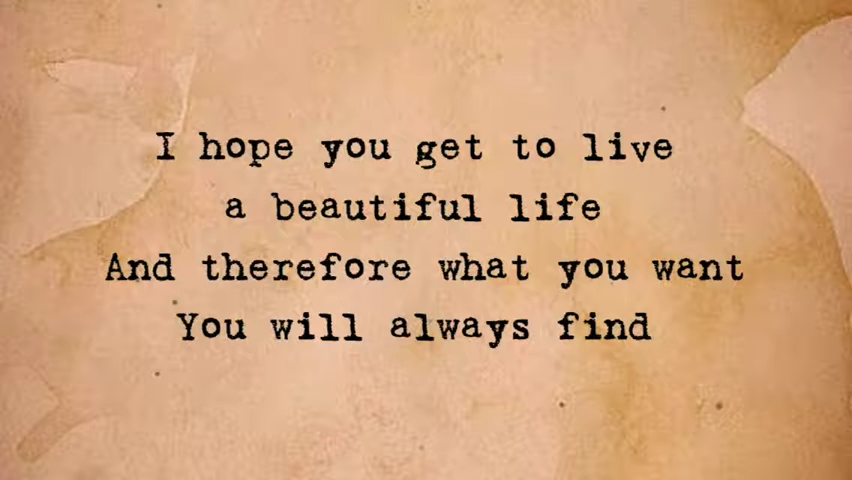 I hope you get to live
a beautiful life
And therefore what you want
You will always find